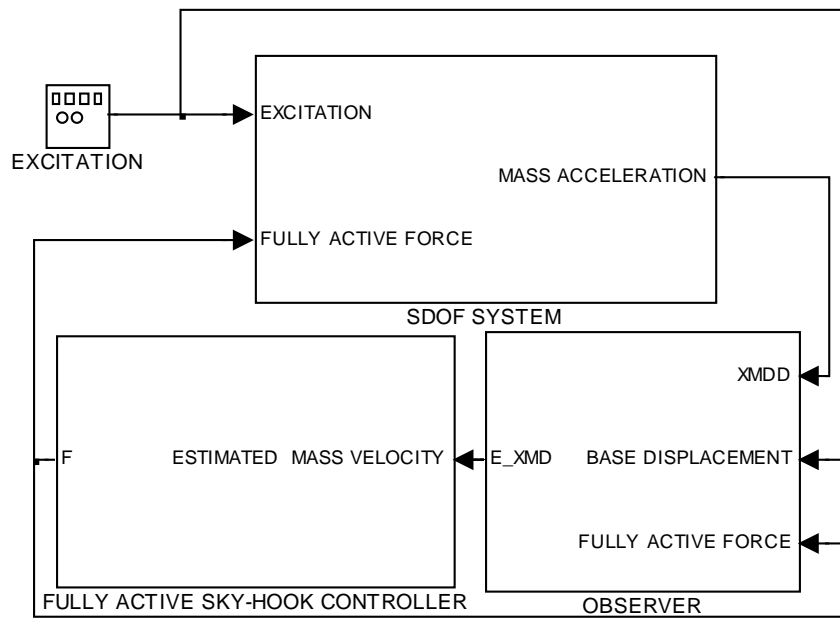 EXCITATION
EXCITATION
MASS ACCELERATION
FULLY ACTIVE FORCE
SDOF SYSTEM
XMDD
F
ESTIMATED MASS VELOCITY
E_XMD
BASE DISPLACEMENT
FULLY ACTIVE FORCE
FULLY ACTIVE SKY-HOOK CONTROLLER
OBSERVER